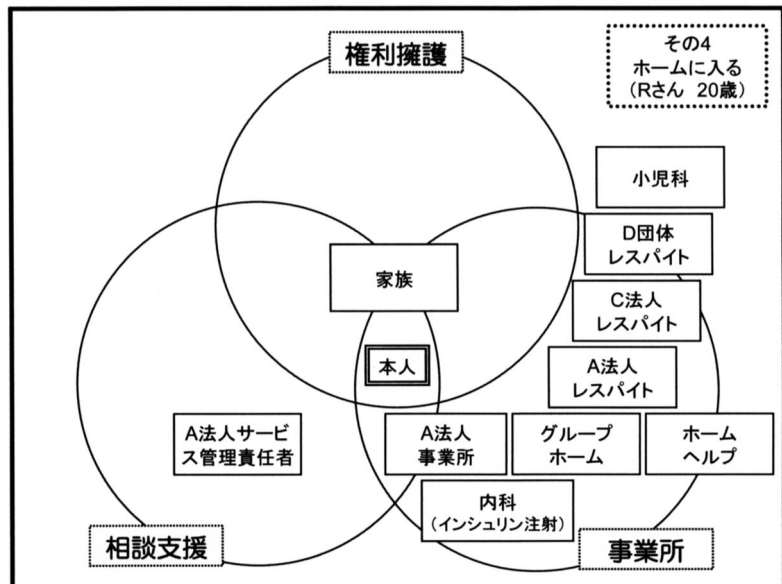 権利擁護
その4
ホームに入る
（Rさん 20歳）
小児科
D団体
レスパイト
家族
C法人
レスパイト
本人
A法人
レスパイト
A法人サービ
ス管理責任者
A法人
事業所
グループ
ホーム
ホーム
ヘルプ
内科
（インシュリン注射）
相談支援
事業所